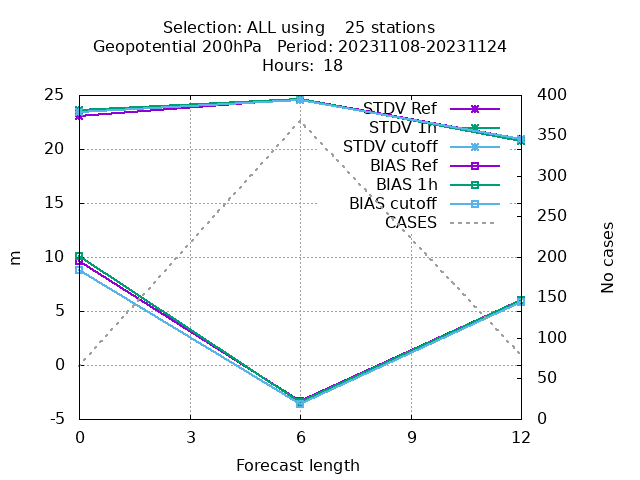 Selection: ALL using    25 stations
Geopotential 200hPa   Period: 20231108-20231124
Hours:  18
25
20
15
10
5
0
-5
400
350
300
250
200
150
100
50
0
STDV Ref
STDV 1h
STDV cutoff
BIAS Ref
BIAS 1h
BIAS cutoff
CASES
m
No cases
0
3
6
9
12
Forecast length